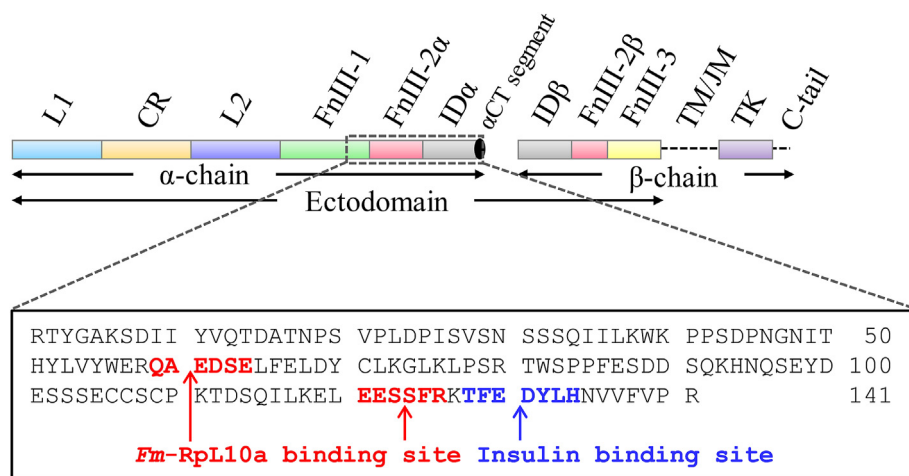 L1 CR L2 FnIII-1 FnIII-2α IDα αCT segment IDβ FnIII-2β FnIII-3 TM/JM TK C-tail
α-chain β-chain
Ectodomain
RTYGAKSDII YVQTDATNPS VPLDPISVSN SSSQIILKWK PPSDPNGNIT 50
HYLVYWERQA EDSELFELDY CLKGLKLPSR TWSPPFESDD SQKHNQSEYD 100
ESSSECCSCP KTDSQILKEL EESSFRKTFE DYLHNVVFVP R 141
Fm-RpL10a binding site Insulin binding site